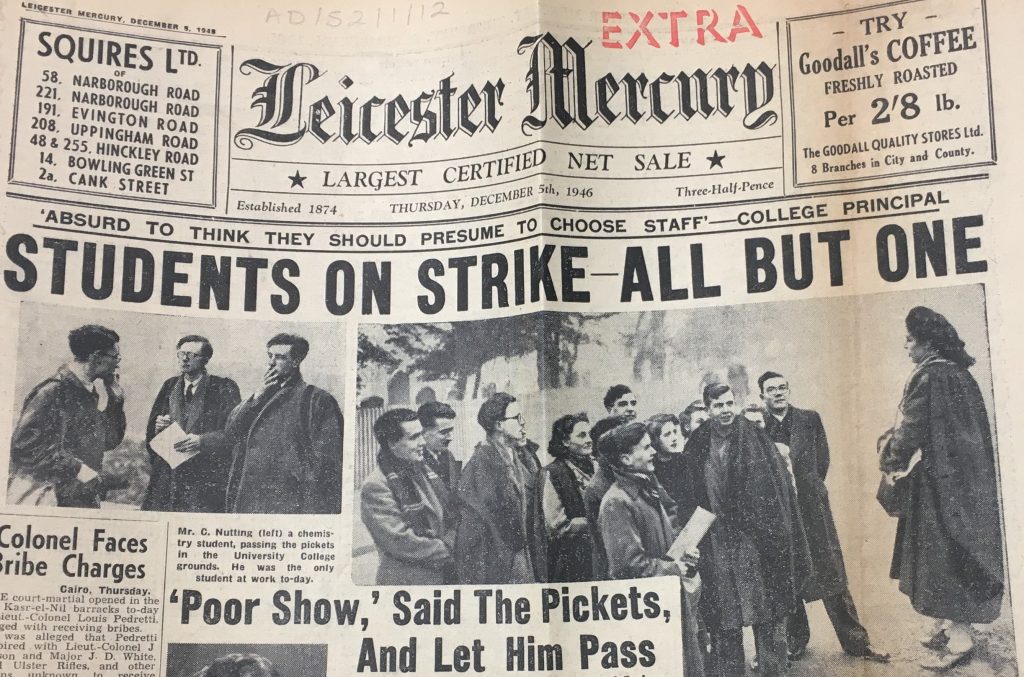 LEICESTER MERCURY, DECEMBER 5, 1946
AD/S2/1/12
EXTRA
SQUIRES LTD.
OF
58, NARBOROUGH ROAD
221, NARBOROUGH ROAD
191, EVINGTON ROAD
208, UPPINGHAM ROAD
48 & 255, HINCKLEY ROAD
14, BOWLING GREEN ST
2a, CANK STREET
Leicester Mercury
★ LARGEST CERTIFIED NET SALE ★
Established 1874 THURSDAY, DECEMBER 5th, 1946 Three-Half-Pence
— TRY —
Goodall's COFFEE
FRESHLY ROASTED
Per 2'8 lb.
The GOODALL QUALITY STORES Ltd.
8 Branches in City and County.
'ABSURD TO THINK THEY SHOULD PRESUME TO CHOOSE STAFF'—COLLEGE PRINCIPAL
STUDENTS ON STRIKE—ALL BUT ONE
Mr. C. Nutting (left) a chemis-
try student, passing the pickets
in the University College
grounds. He was the only
student at work to-day.
Colonel Faces
Bribe Charges
Cairo, Thursday.
court-martial opened in the
Kasr-el-Nil barracks to-day
Lieut.-Colonel Louis Pedretti,
with receiving bribes.
was alleged that Pedretti
with Lieut.-Colonel J.
and Major J. D. White,
Ulster Rifles, and other
unknown to receive
'Poor Show,' Said The Pickets,
And Let Him Pass